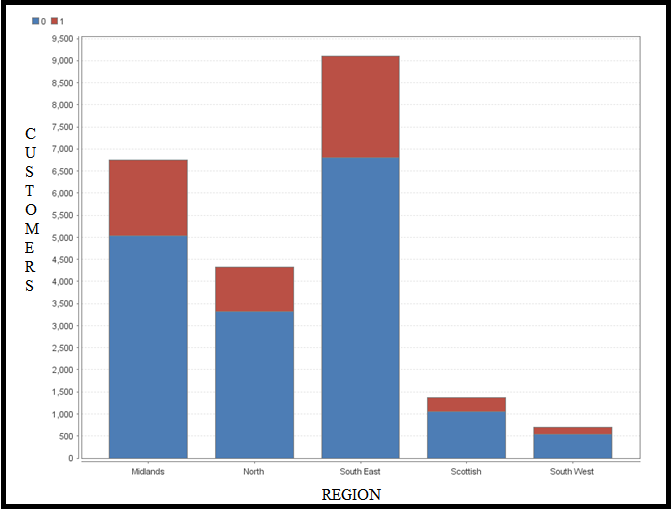 0 1
9,500
9,000
8,500
8,000
7,500
7,000
6,500
6,000
5,500
5,000
4,500
4,000
3,500
3,000
2,500
2,000
1,500
1,000
500
0
C
U
S
T
O
M
E
R
S
Midlands North South East Scottish South West
REGION